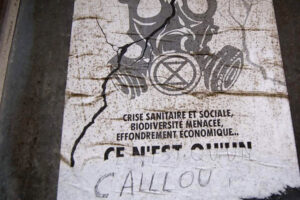 CRISE SANITAIRE ET SOCIALE,
BIODIVERSITÉ MENACÉE,
EFFONDREMENT ÉCONOMIQUE...
CE N'EST QU'UN
CAILLOU